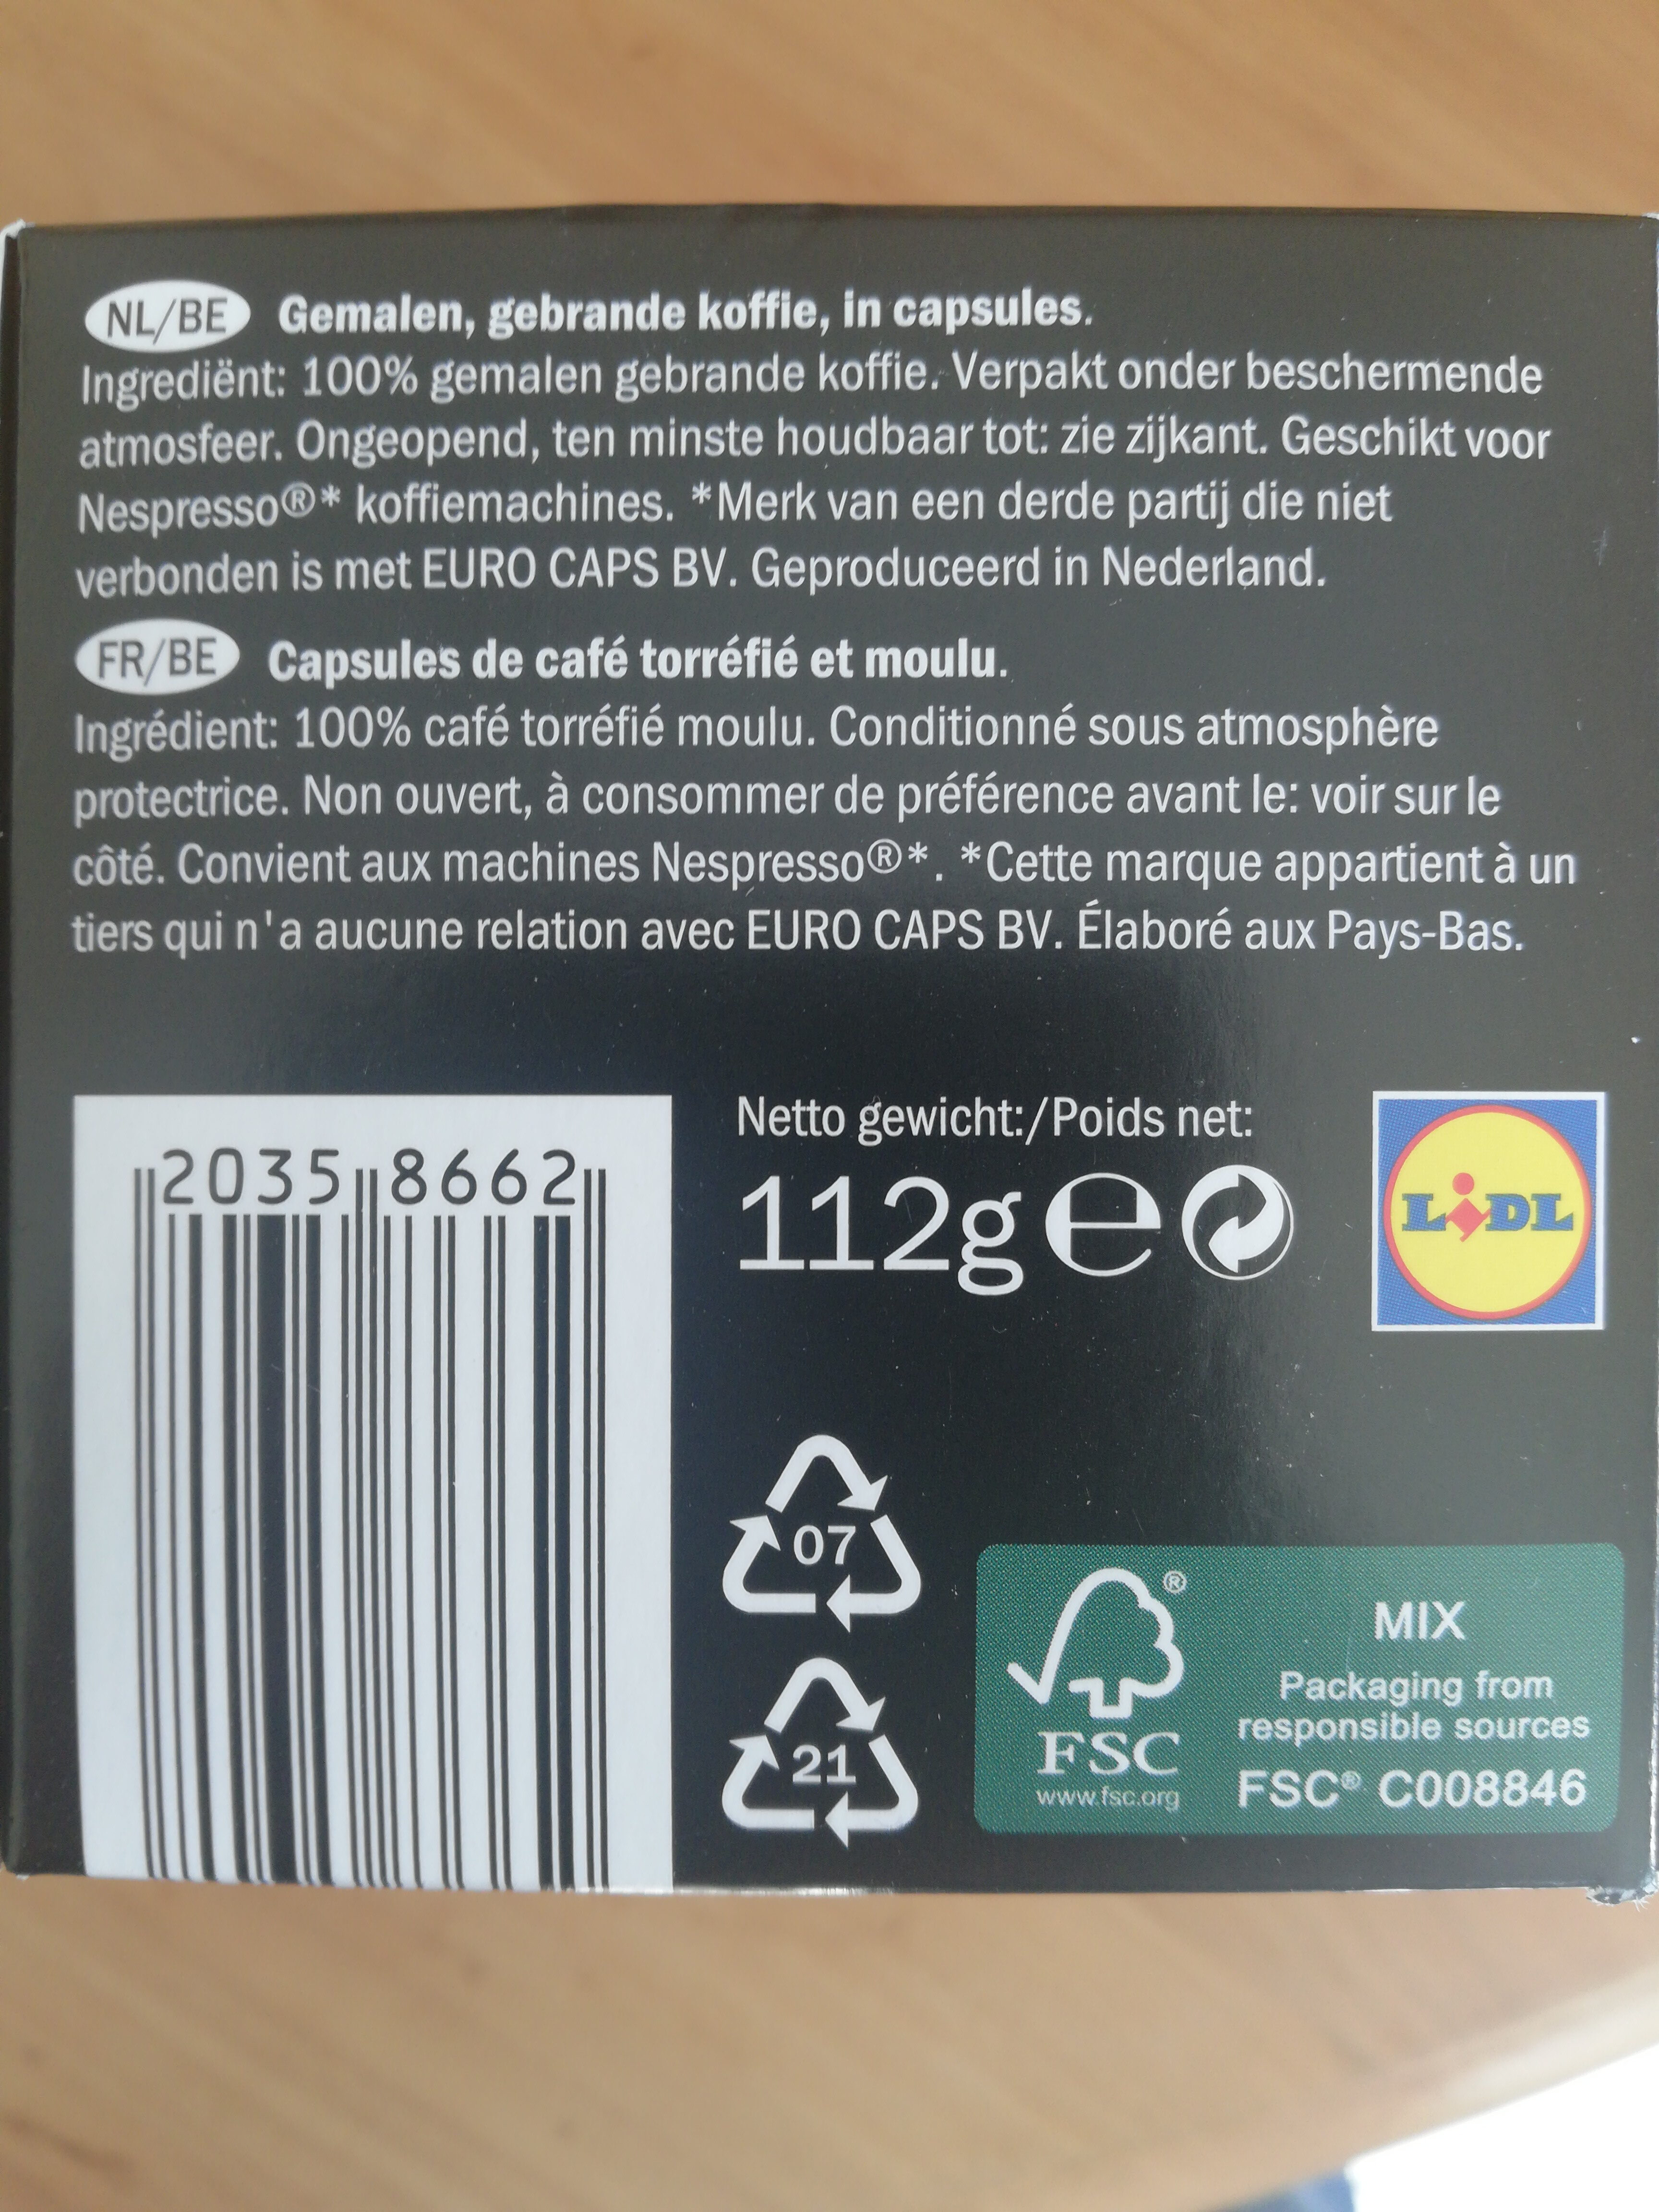 NL/BE Gemalen, gebrande koffie, in capsules.
Ingrediënt: 100% gemalen gebrande koffie. Verpakt onder beschermende
atmosfeer. Ongeopend, ten minste houdbaar tot: zie zijkant. Geschikt voor
Nespresso®* koffiemachines. *Merk van een derde partij die niet
verbonden is met EURO CAPS BV. Geproduceerd in Nederland.
FR/BE Capsules de café torréfié et moulu.
Ingrédient: 100% café torréfié moulu. Conditionné sous atmosphère
protectrice. Non ouvert, à consommer de préférence avant le: voir sur le
côté. Convient aux machines Nespresso®*. *Cette marque appartient à un
tiers qui n'a aucune relation avec EURO CAPS BV. Élaboré aux Pays-Bas.
2035 8662
Netto gewicht:/Poids net:
112g e
LIDL
07
21
FSC
www.fsc.org
®
MIX
Packaging from
responsible sources
FSC® C008846